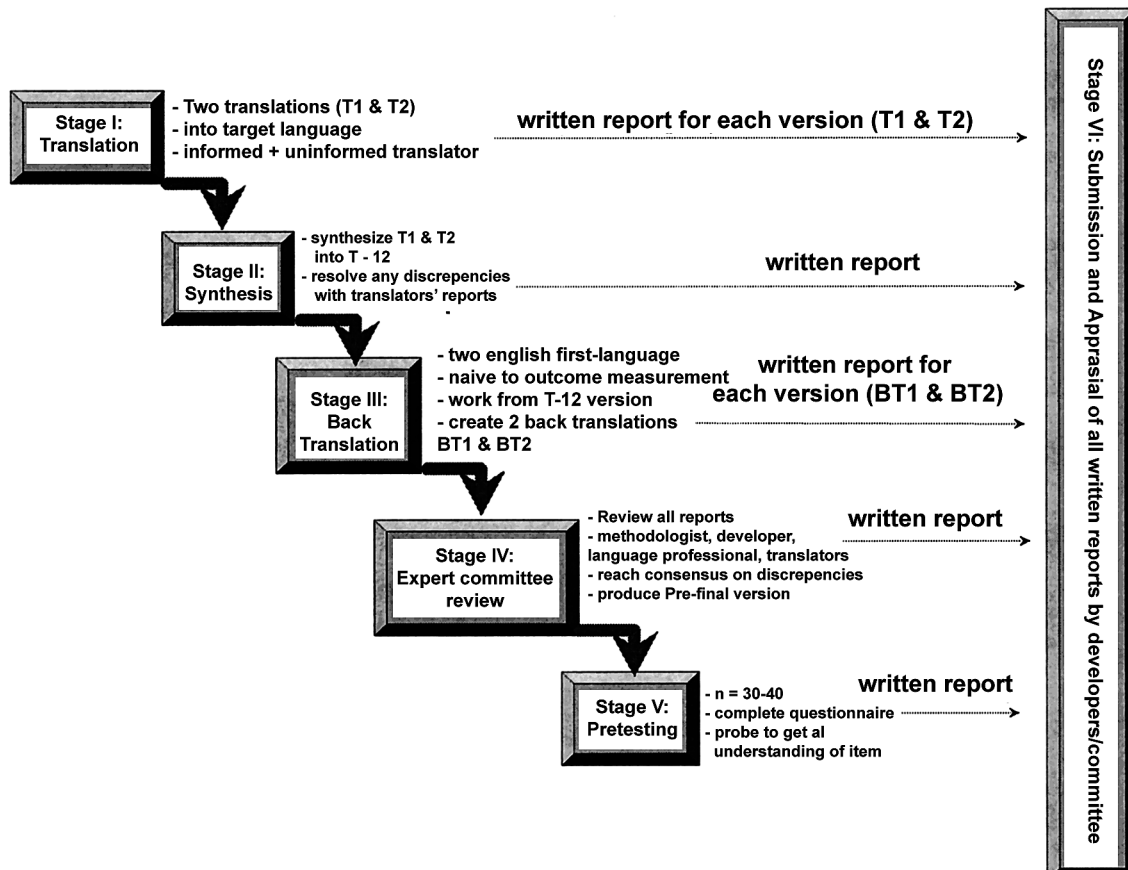 Stage I:
Translation
- Two translations (T1 & T2)
- into target language
- informed + uninformed translator
written report for each version (T1 & T2)
Stage II:
Synthesis
- synthesize T1 & T2
into T - 12
- resolve any discrepencies
with translators' reports
-
written report
Stage III:
Back
Translation
- two english first-language
- naive to outcome measurement
- work from T-12 version
- create 2 back translations
BT1 & BT2
written report for
each version (BT1 & BT2)
Stage IV:
Expert committee
review
- Review all reports
- methodologist, developer,
language professional, translators
- reach consensus on discrepencies
- produce Pre-final version
written report
Stage V:
Pretesting
- n = 30-40
- complete questionnaire
- probe to get al
understanding of item
written report
Stage VI: Submission and Apprasial of all written reports by developers/committee